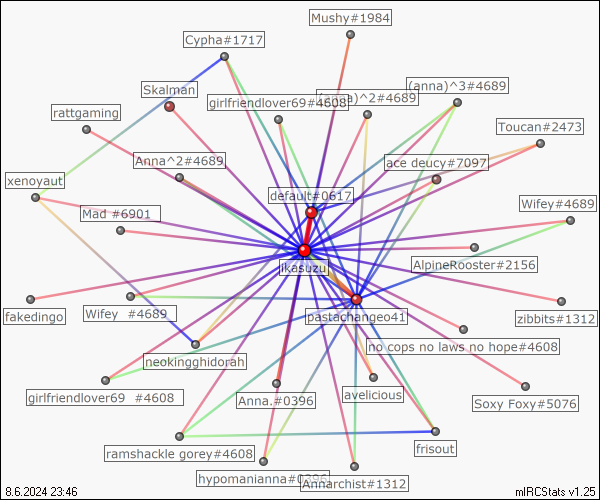 Mushy#1984
Cypha#1717
Skalman
(anna)^3#4689
girlfriendlover69#4608
(anna)^2#4689
rattgaming
Toucan#2473
Anna^2#4689
ace deucy#7097
xenoyaut
default#0617
Mad #6901
Wifey#4689
jikasuzu
AlpineRooster#2156
fakedingo
Wifey #4689
pastachangeo41
zibbits#1312
no cops no laws no hope#4608
neokingghidorah
girlfriendlover69 #4608
Anna.#0396
avelicious
Soxy Foxy#5076
frisout
ramshackle gorey#4608
hypomanianna#0396
Annarchist#1312
8.6.2024 23:46
mIRCStats v1.25